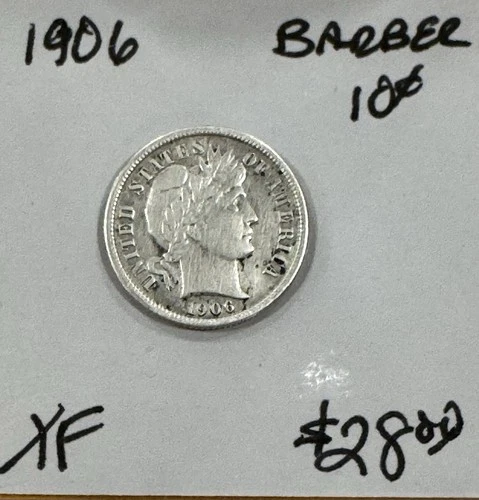 1906 BARBER
10¢
UNITED STATES OF AMERICA
1906
XF $28.00